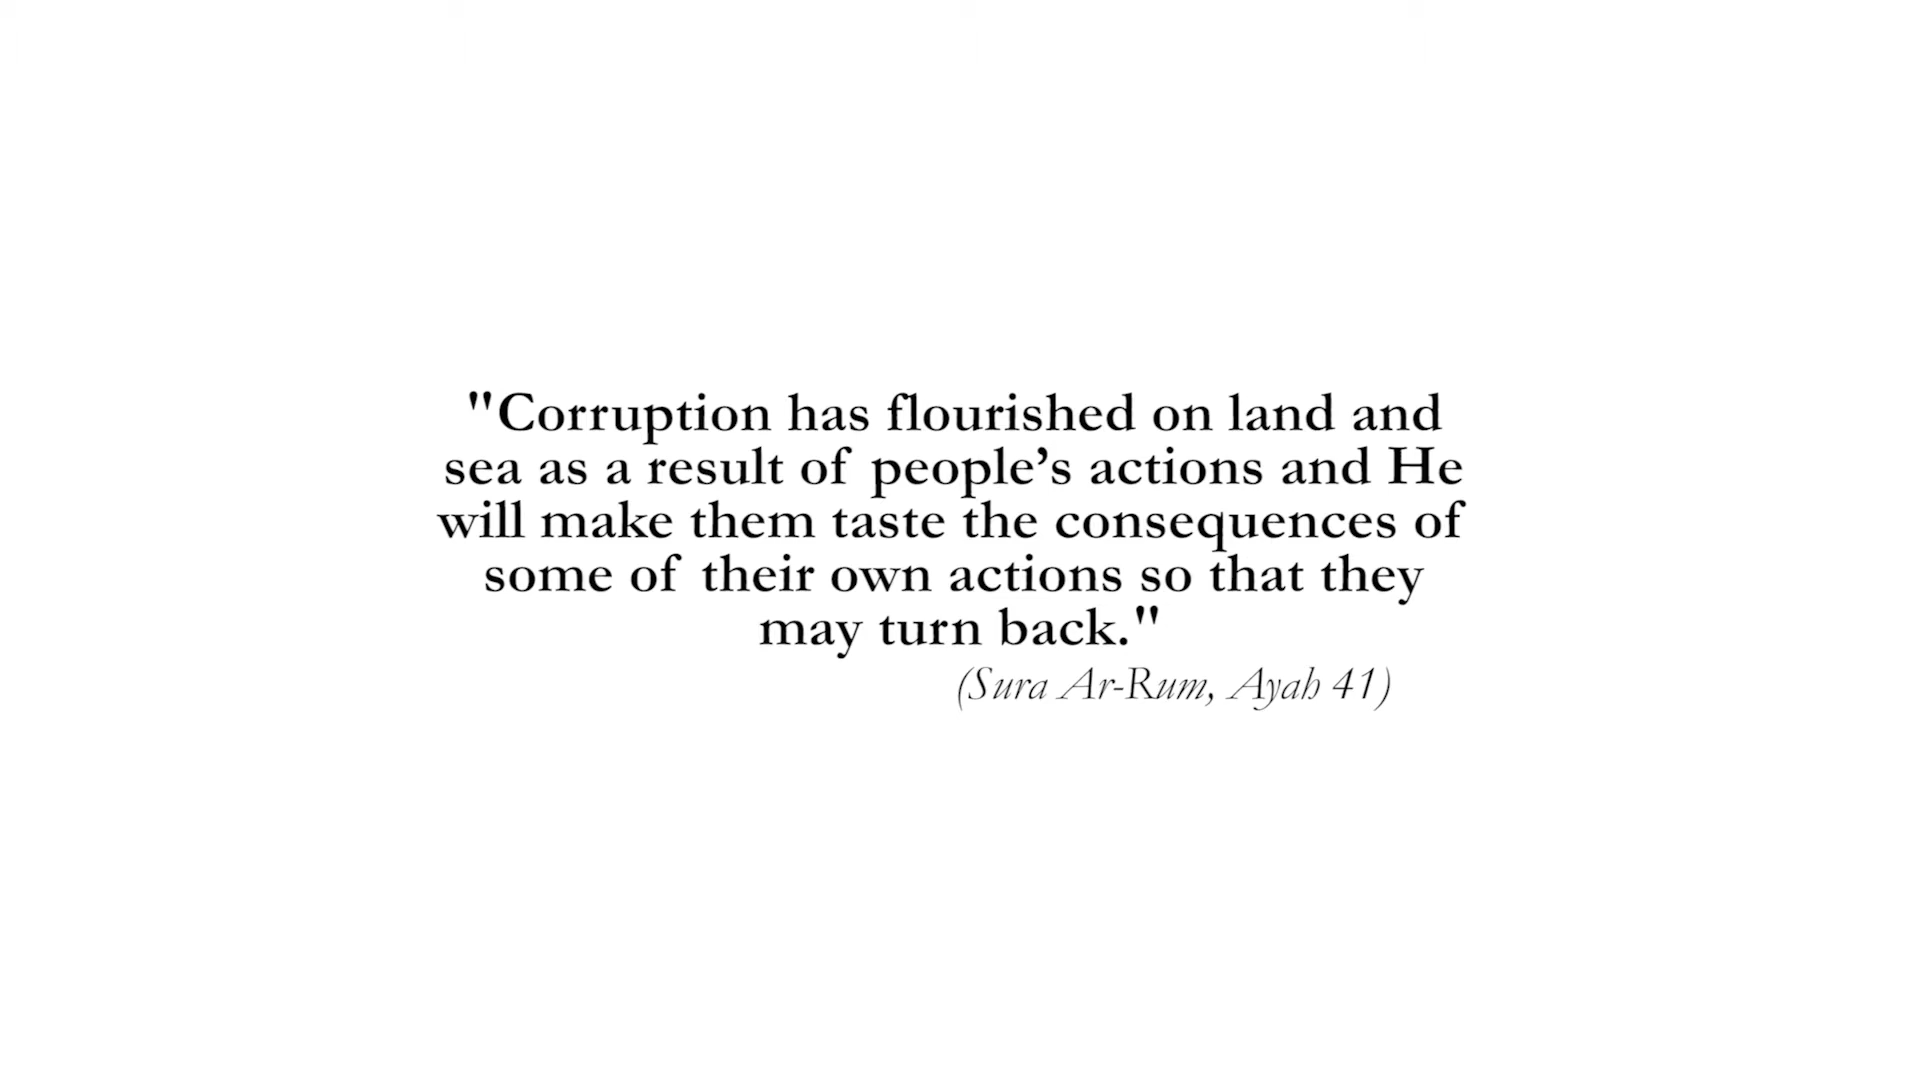 "Corruption has flourished on land and
sea as a result of people’s actions and He
will make them taste the consequences of
some of their own actions so that they
may turn back."
(Sura Ar-Rum, Ayah 41)